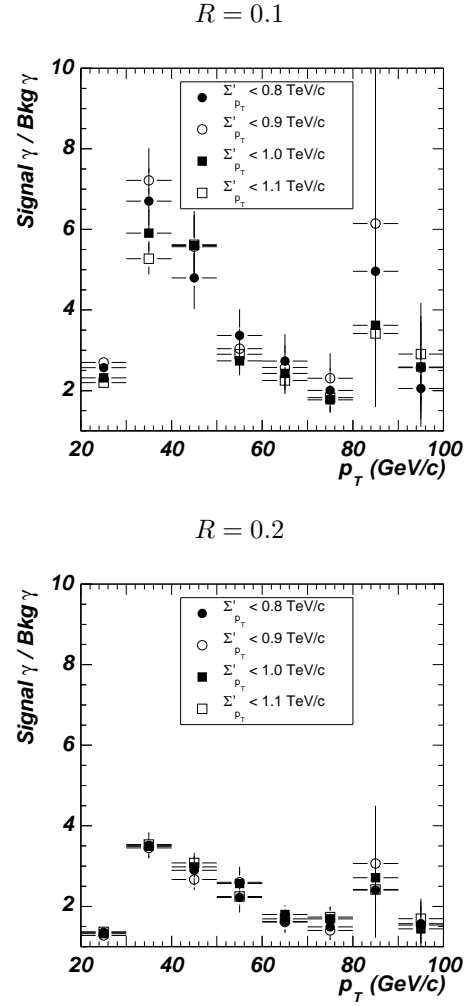 R = 0.1
Signal γ / Bkg γ
10
8
6
4
2
Σ'pT < 0.8 TeV/c
Σ'pT < 0.9 TeV/c
Σ'pT < 1.0 TeV/c
Σ'pT < 1.1 TeV/c
20 40 60 80 100
pT (GeV/c)
R = 0.2
Signal γ / Bkg γ
10
8
6
4
2
Σ'pT < 0.8 TeV/c
Σ'pT < 0.9 TeV/c
Σ'pT < 1.0 TeV/c
Σ'pT < 1.1 TeV/c
20 40 60 80 100
pT (GeV/c)